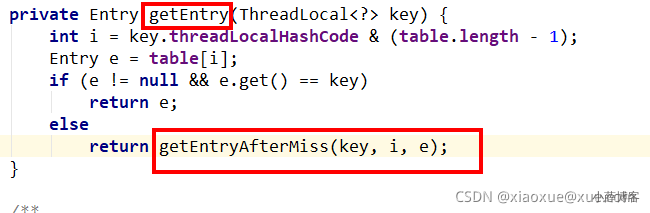 private Entry getEntry(ThreadLocal<?> key) {
    int i = key.threadLocalHashCode & (table.length - 1);
    Entry e = table[i];
    if (e != null && e.get() == key)
        return e;
    else
        return getEntryAfterMiss(key, i, e);
}
/**
CSDN @xiaoxue@xu